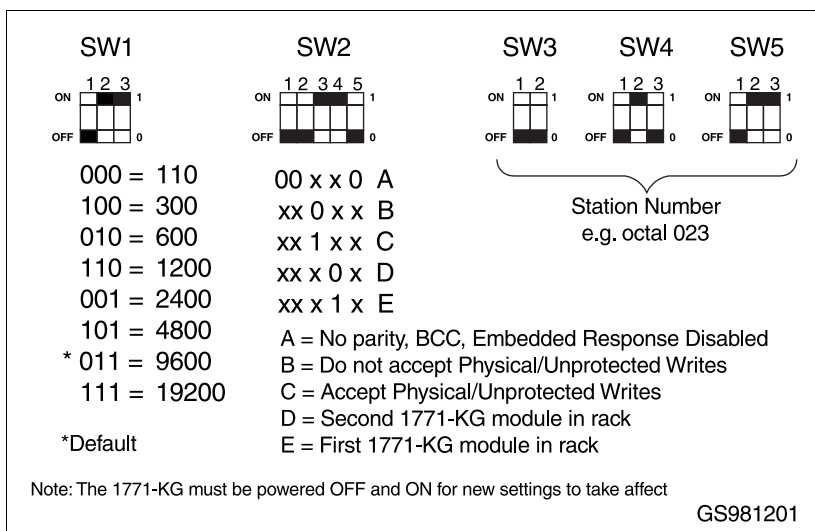 SW1 SW2 SW3 SW4 SW5
1 2 3 1 2 3 4 5 1 2 1 2 3 1 2 3
ON 1 ON 1 ON 1 ON 1 ON 1
OFF 0 OFF 0 OFF 0 OFF 0 OFF 0
000 = 110
100 = 300
010 = 600
110 = 1200
001 = 2400
101 = 4800
* 011 = 9600
111 = 19200
*Default
00 x x 0 A
xx 0 x x B
xx 1 x x C
xx x 0 x D
xx x 1 x E
A = No parity, BCC, Embedded Response Disabled
B = Do not accept Physical/Unprotected Writes
C = Accept Physical/Unprotected Writes
D = Second 1771-KG module in rack
E = First 1771-KG module in rack
Station Number
e.g. octal 023
Note: The 1771-KG must be powered OFF and ON for new settings to take affect
GS981201